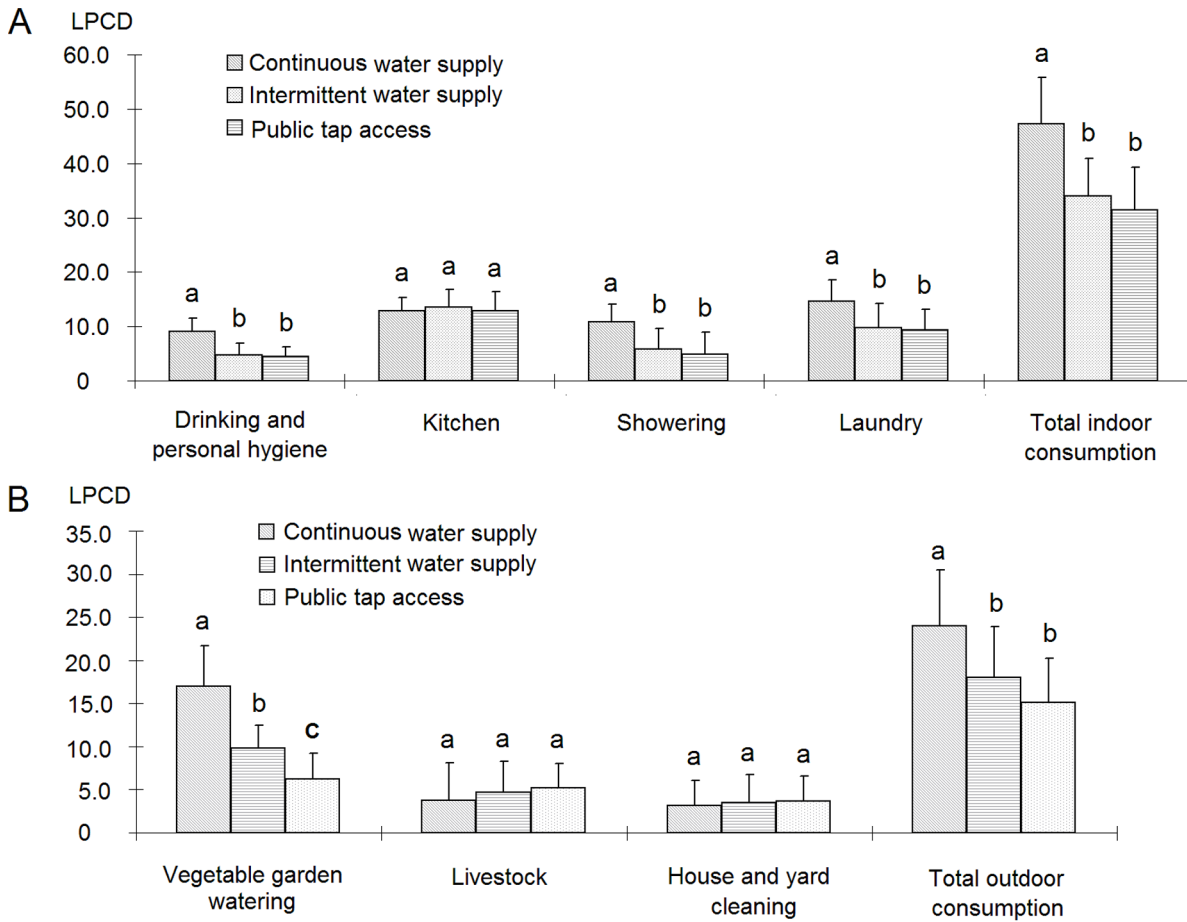 A
LPCD
60.0
50.0
40.0
30.0
20.0
10.0
0
Continuous water supply
Intermittent water supply
Public tap access
a
b
b
a
a
a
a
b
b
a
b
b
a
b
b
Drinking and
personal hygiene
Kitchen
Showering
Laundry
Total indoor
consumption
B
LPCD
35.0
30.0
25.0
20.0
15.0
10.0
5.0
0
Continuous water supply
Intermittent water supply
Public tap access
a
b
c
a
a
a
a
a
a
a
b
b
Vegetable garden
watering
Livestock
House and yard
cleaning
Total outdoor
consumption